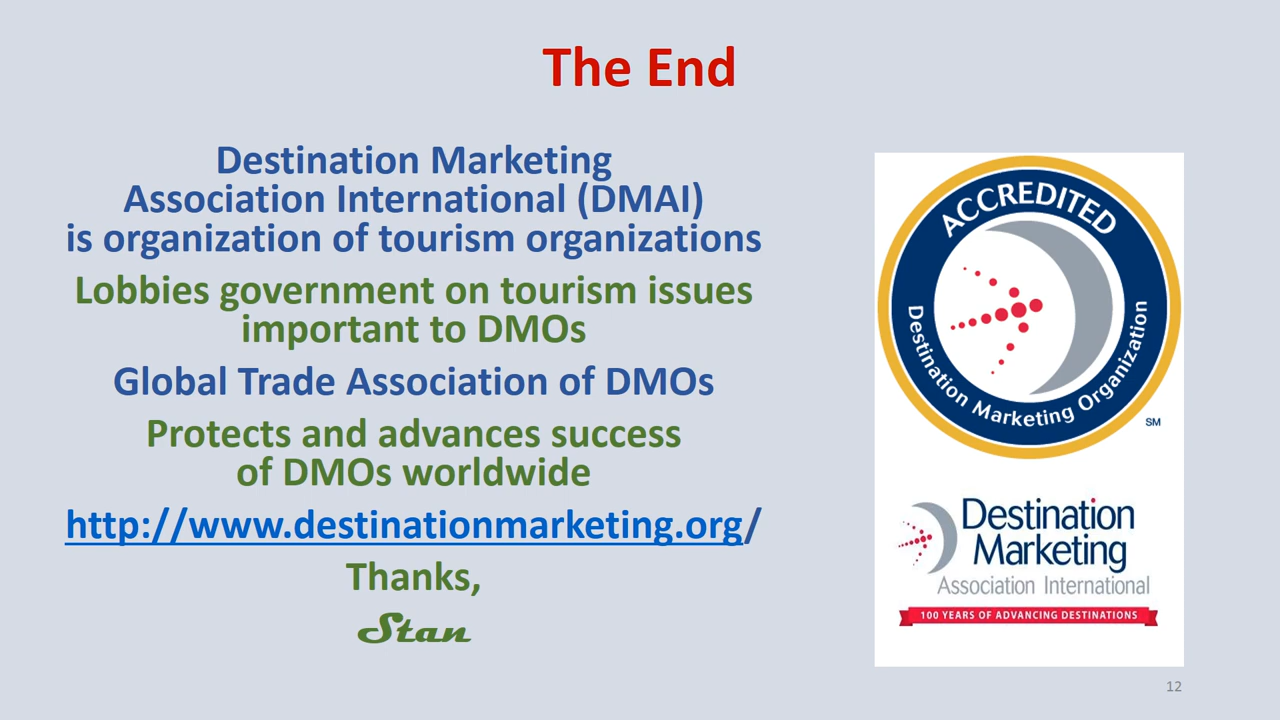 The End
Destination Marketing
Association International (DMAI)
is organization of tourism organizations
Lobbies government on tourism issues
important to DMOs
Global Trade Association of DMOs
Protects and advances success
of DMOs worldwide
http://www.destinationmarketing.org/
Thanks,
Stan
ACCREDITED
Destination Marketing Organization
SM
Destination
Marketing
Association International
100 YEARS OF ADVANCING DESTINATIONS
12